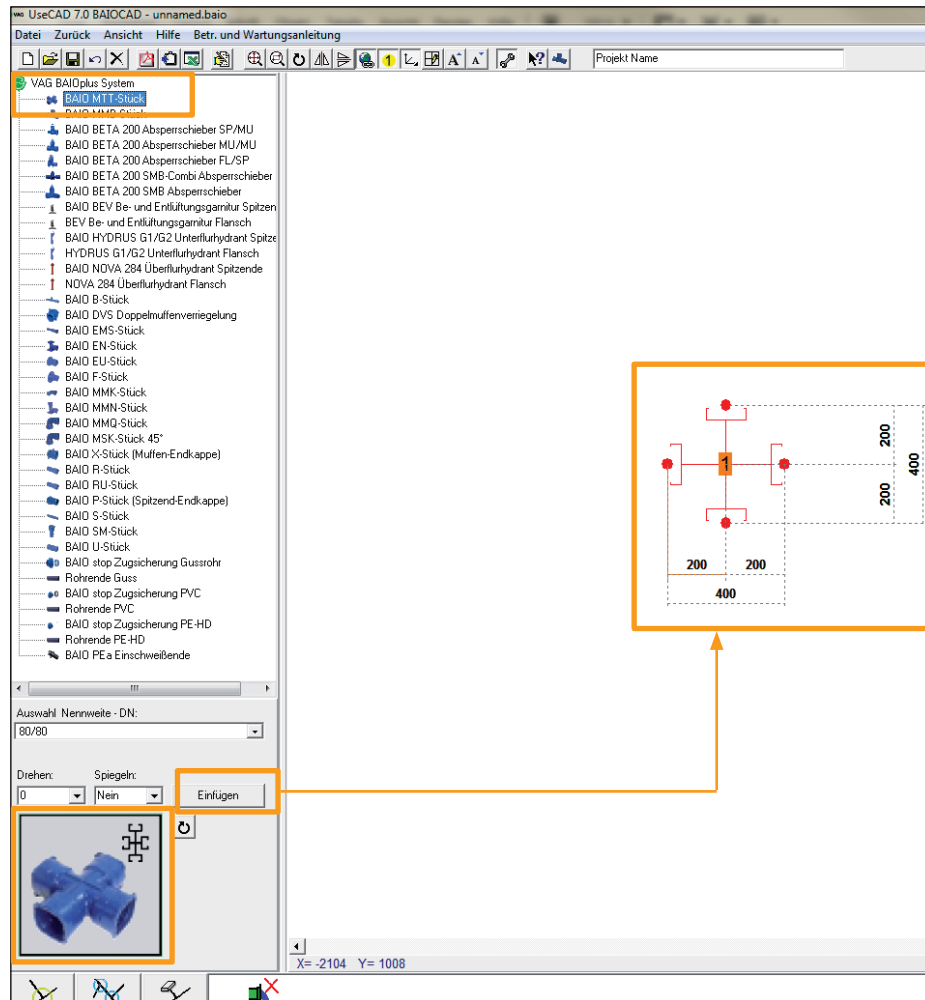 UseCAD 7.0 BAIOCAD - unnamed.baio
Datei Zurück Ansicht Hilfe Betr. und Wartungsanleitung
1 A A ? Projekt Name
VAG BAIOplus System
BAIO MTT-Stück
BAIO MMB-Stück
BAIO BETA 200 Absperrschieber SP/MU
BAIO BETA 200 Absperrschieber MU/MU
BAIO BETA 200 Absperrschieber FL/SP
BAIO BETA 200 SMB-Combi Absperrschieber
BAIO BETA 200 SMB Absperrschieber
BAIO BEV Be- und Entlüftungsgarnitur Spitzen
BEV Be- und Entlüftungsgarnitur Flansch
BAIO HYDRUS G1/G2 Unterflurhydrant Spitze
HYDRUS G1/G2 Unterflurhydrant Flansch
BAIO NOVA 284 Überflurhydrant Spitzende
NOVA 284 Überflurhydrant Flansch
BAIO B-Stück
BAIO DVS Doppelmuffenverriegelung
BAIO EMS-Stück
BAIO EN-Stück
BAIO EU-Stück
BAIO F-Stück
BAIO MMK-Stück
BAIO MMN-Stück
BAIO MMQ-Stück
BAIO MSK-Stück 45°
BAIO X-Stück (Muffen-Endkappe)
BAIO R-Stück
BAIO RU-Stück
BAIO P-Stück (Spitzend-Endkappe)
BAIO S-Stück
BAIO SM-Stück
BAIO U-Stück
BAIO stop Zugsicherung Gussrohr
Rohrende Guss
BAIO stop Zugsicherung PVC
Rohrende PVC
BAIO stop Zugsicherung PE-HD
Rohrende PE-HD
BAIO PEa Einschweißende
Auswahl Nennweite - DN:
80/80
Drehen: Spiegeln:
0 Nein Einfügen
1
200
400
200
200 200
400
X= -2104 Y= 1008